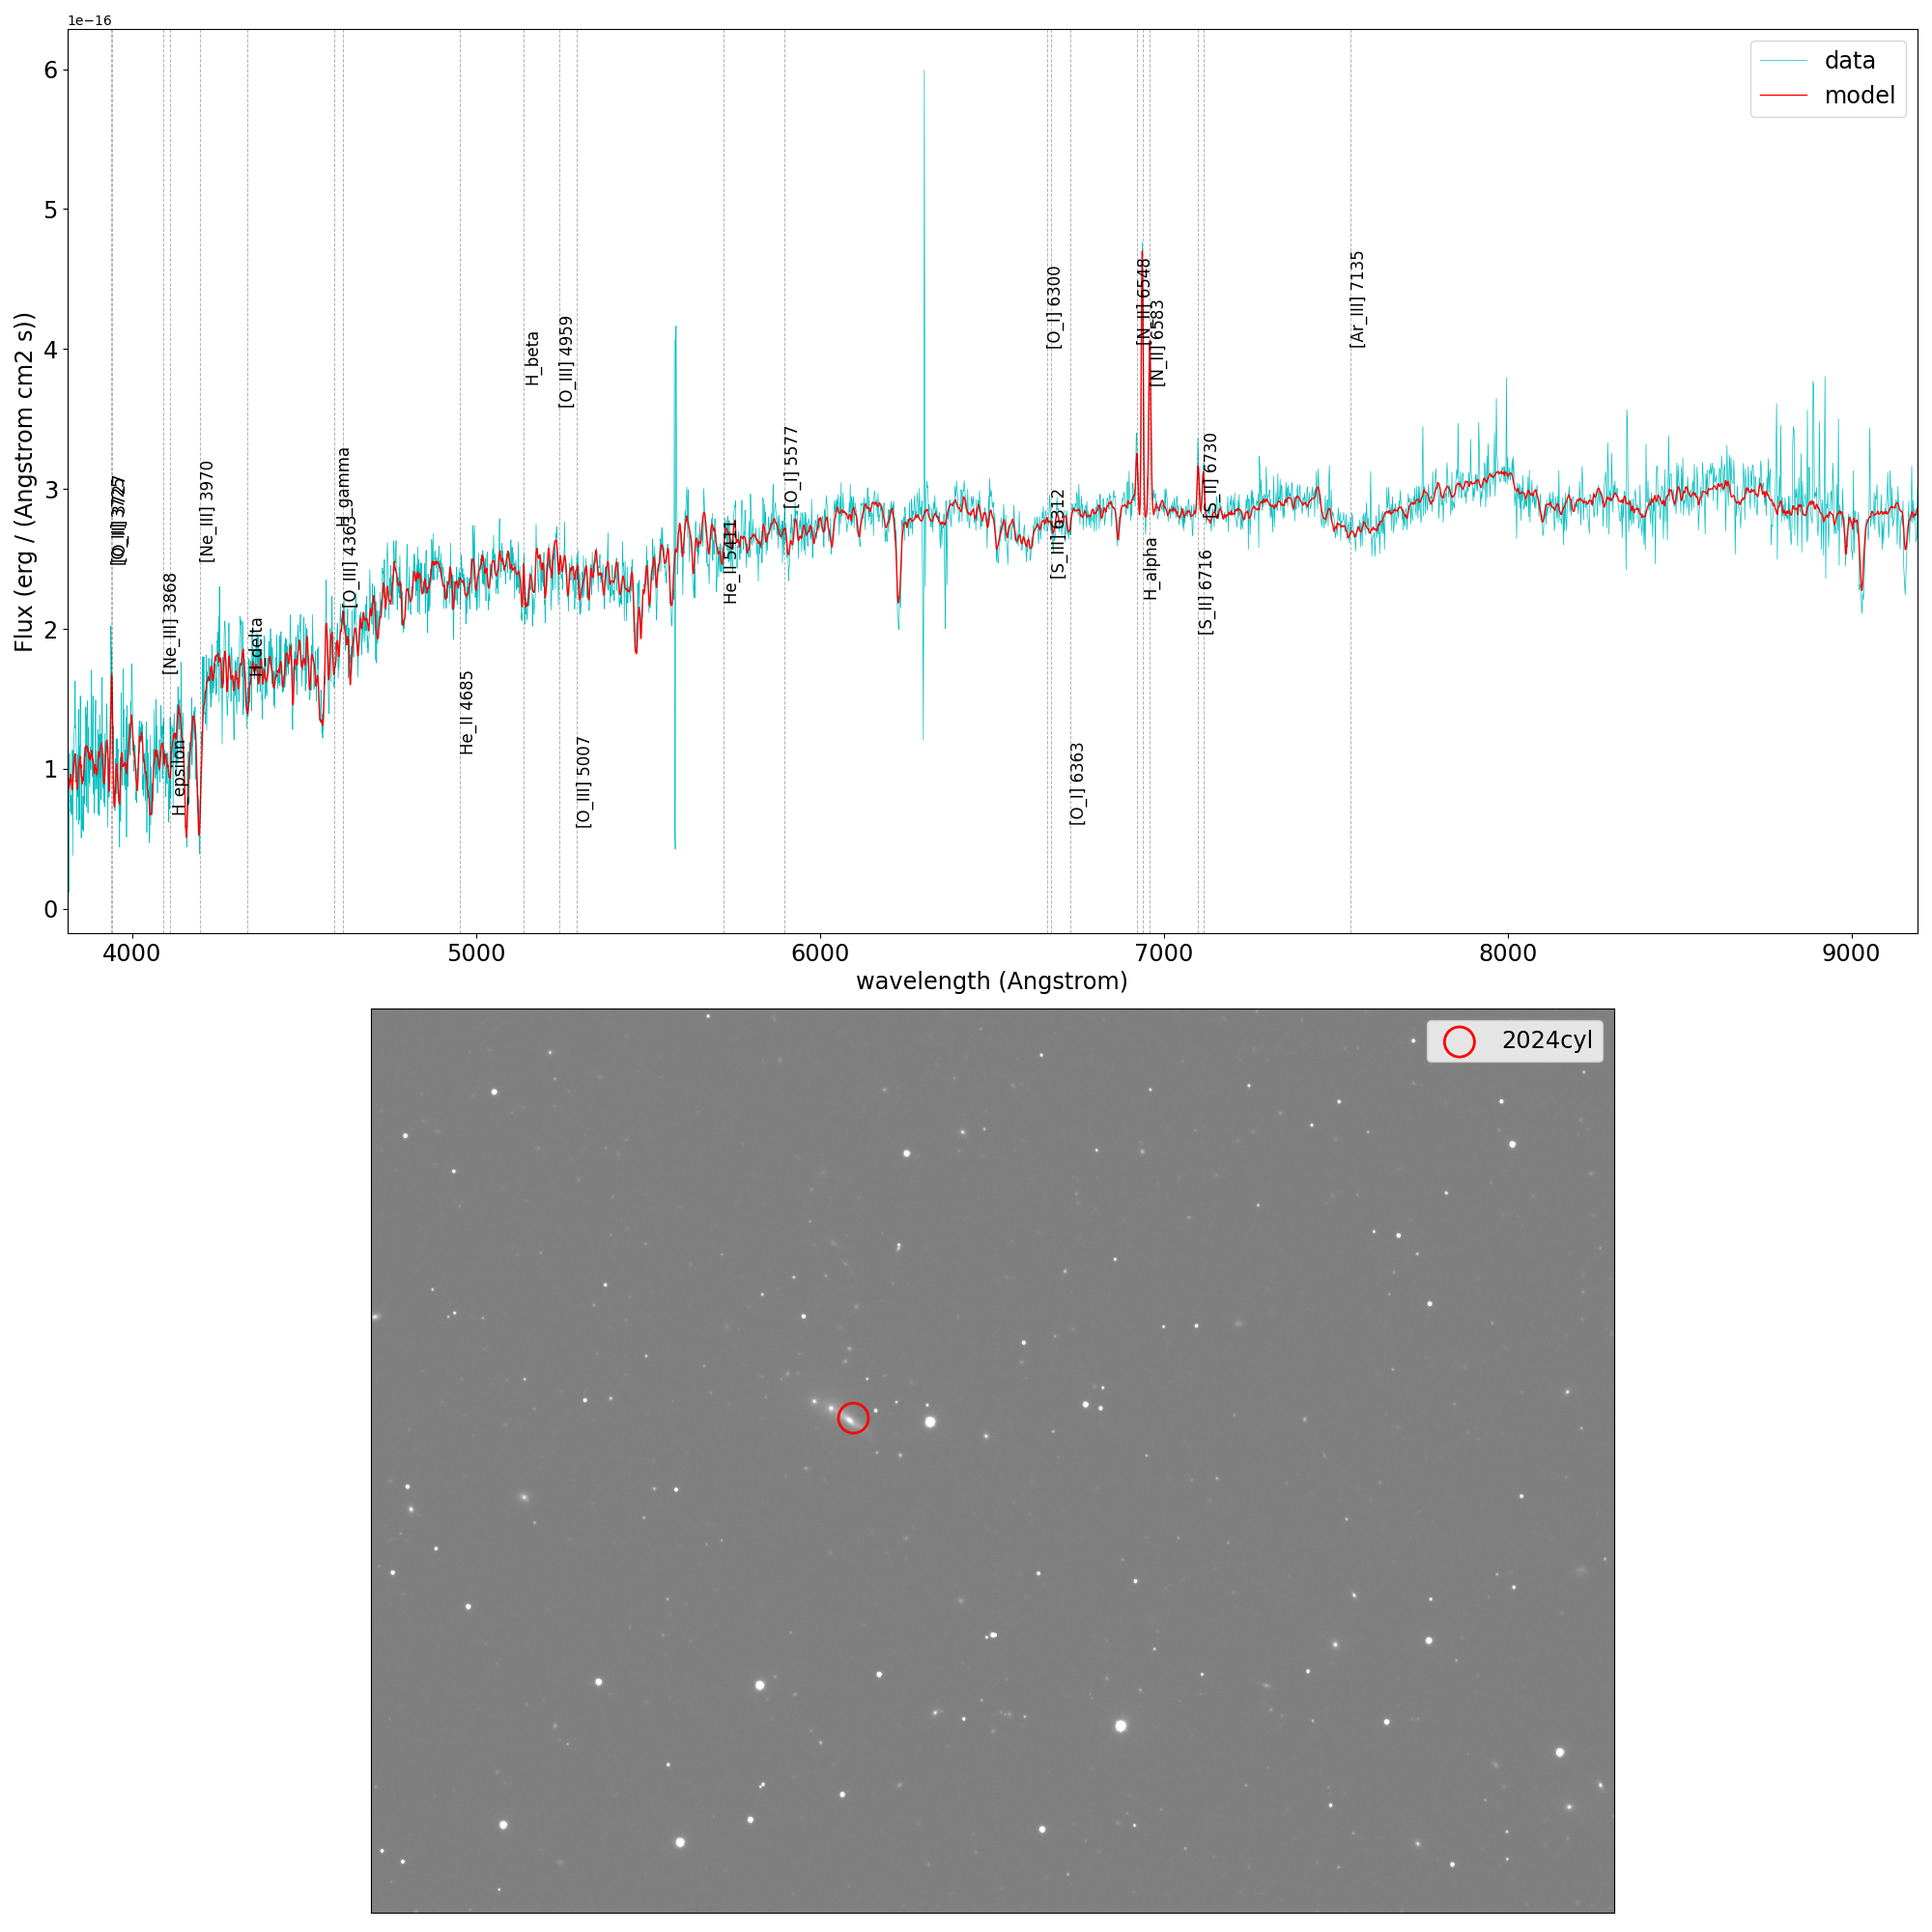 1e−16
data
model
6
5
4
3
2
1
0
Flux (erg / (Angstrom cm2 s))
[Ne_III] 3868
H_epsilon
[Ne_III] 3970
H_delta
H_gamma
[O_III] 4363
He_II 4685
H_beta
[O_III] 4959
[O_III] 5007
He_II 5411
[O_I] 5577
[O_I] 6300
[S_III] 6312
[O_I] 6363
[N_II] 6548
H_alpha
[N_II] 6583
[S_II] 6716
[S_II] 6730
[Ar_III] 7135
4000 5000 6000 7000 8000 9000
wavelength (Angstrom)
2024cyl